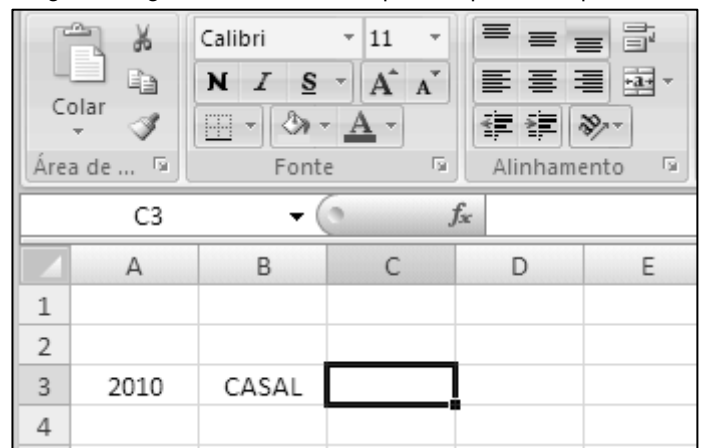 Calibri 11
N I S A A
Colar
A
Área de ... Fonte Alinhamento
C3 fx
A B C D E
1
2
3 2010 CASAL
4